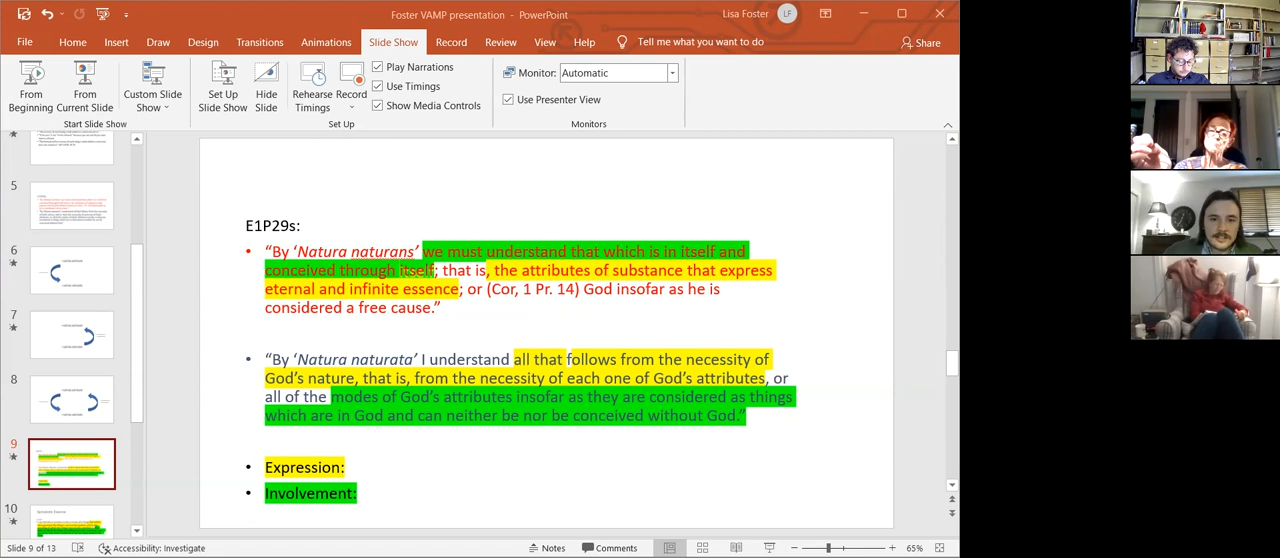 Foster VAMP presentation - PowerPoint
Lisa Foster
LF
File Home Insert Draw Design Transitions Animations Slide Show Record Review View Help Tell me what you want to do Share
From Beginning
From Current Slide
Custom Slide Show
Start Slide Show
Set Up Slide Show
Hide Slide
Rehearse Timings
Record
Play Narrations
Use Timings
Show Media Controls
Set Up
Monitor: Automatic
Use Presenter View
Monitors
5
6
7
8
9
10
E1P29s:
• “By ‘Natura naturans’ we must understand that which is in itself and
conceived through itself; that is, the attributes of substance that express
eternal and infinite essence; or (Cor, 1 Pr. 14) God insofar as he is
considered a free cause.”
• “By ‘Natura naturata’ I understand all that follows from the necessity of
God’s nature, that is, from the necessity of each one of God’s attributes, or
all of the modes of God’s attributes insofar as they are considered as things
which are in God and can neither be nor be conceived without God.”
• Expression:
• Involvement:
Slide 9 of 13 Accessibility: Investigate Notes Comments 65%